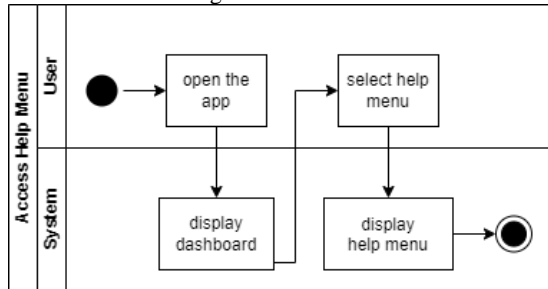 Access Help Menu
User
open the
app
select help
menu
System
display
dashboard
display
help menu